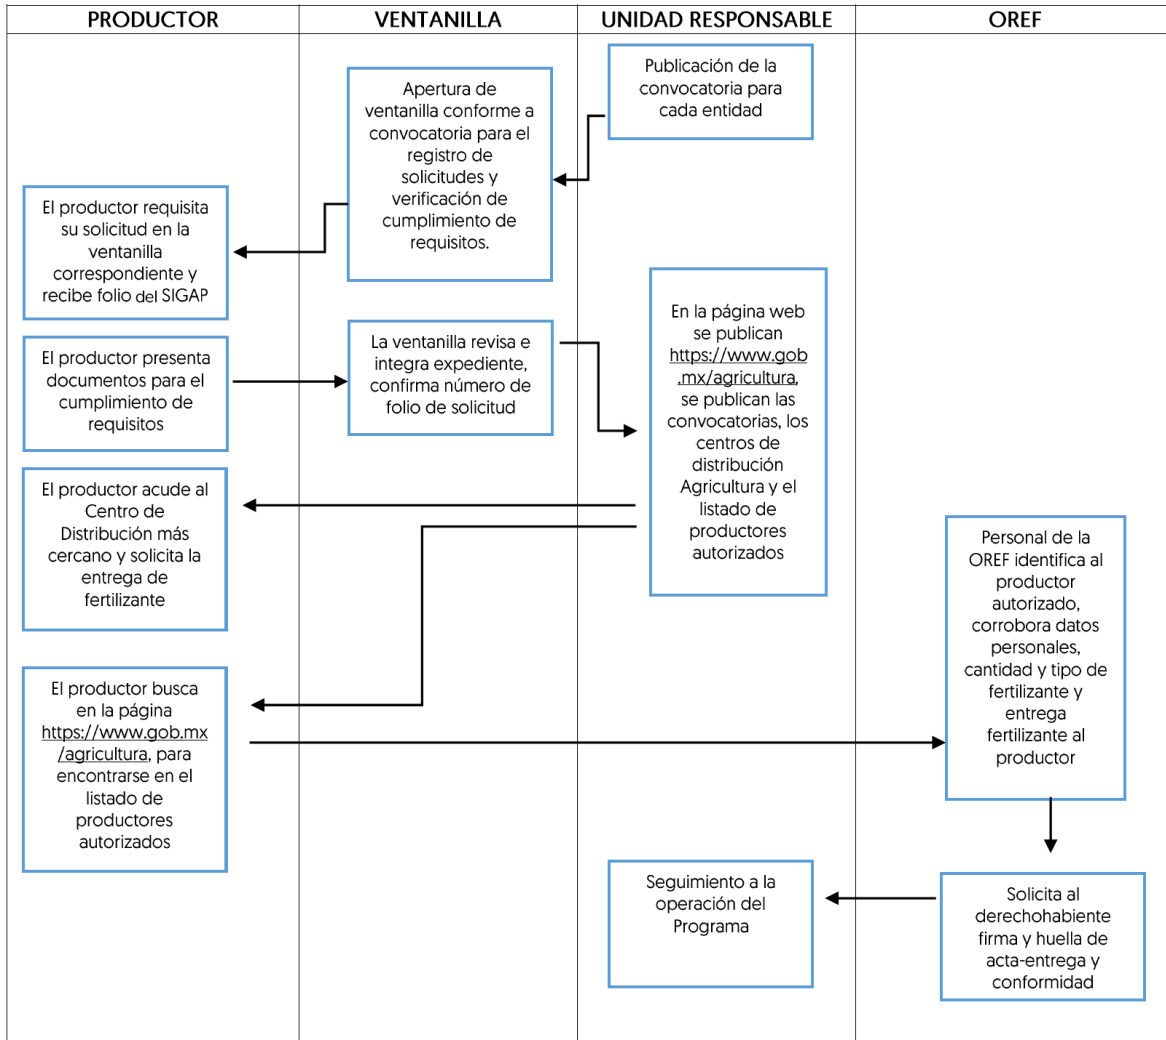 PRODUCTOR
VENTANILLA
UNIDAD RESPONSABLE
OREF
Publicación de la
convocatoria para
cada entidad
Apertura de
ventanilla conforme a
convocatoria para el
registro de
solicitudes y
verificación de
cumplimiento de
requisitos.
El productor requisita
su solicitud en la
ventanilla
correspondiente y
recibe folio del SIGAP
El productor presenta
documentos para el
cumplimiento de
requisitos
La ventanilla revisa e
integra expediente,
confirma número de
folio de solicitud
En la página web
se publican
https://www.gob
.mx/agricultura,
se publican las
convocatorias, los
centros de
distribución
Agricultura y el
listado de
productores
autorizados
El productor acude al
Centro de
Distribución más
cercano y solicita la
entrega de
fertilizante
El productor busca
en la página
https://www.gob.mx
/agricultura, para
encontrarse en el
listado de
productores
autorizados
Personal de la
OREF identifica al
productor
autorizado,
corrobora datos
personales,
cantidad y tipo de
fertilizante y
entrega
fertilizante al
productor
Solicita al
derechohabiente
firma y huella de
acta-entrega y
conformidad
Seguimiento a la
operación del
Programa